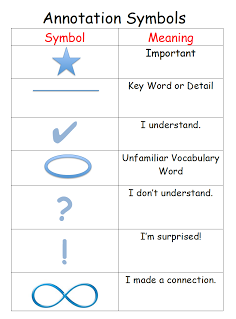 Annotation Symbols
Symbol
Meaning
Important
Key Word or Detail
I understand.
Unfamiliar Vocabulary
Word
I don't understand.
?
I'm surprised!
!
I made a connection.